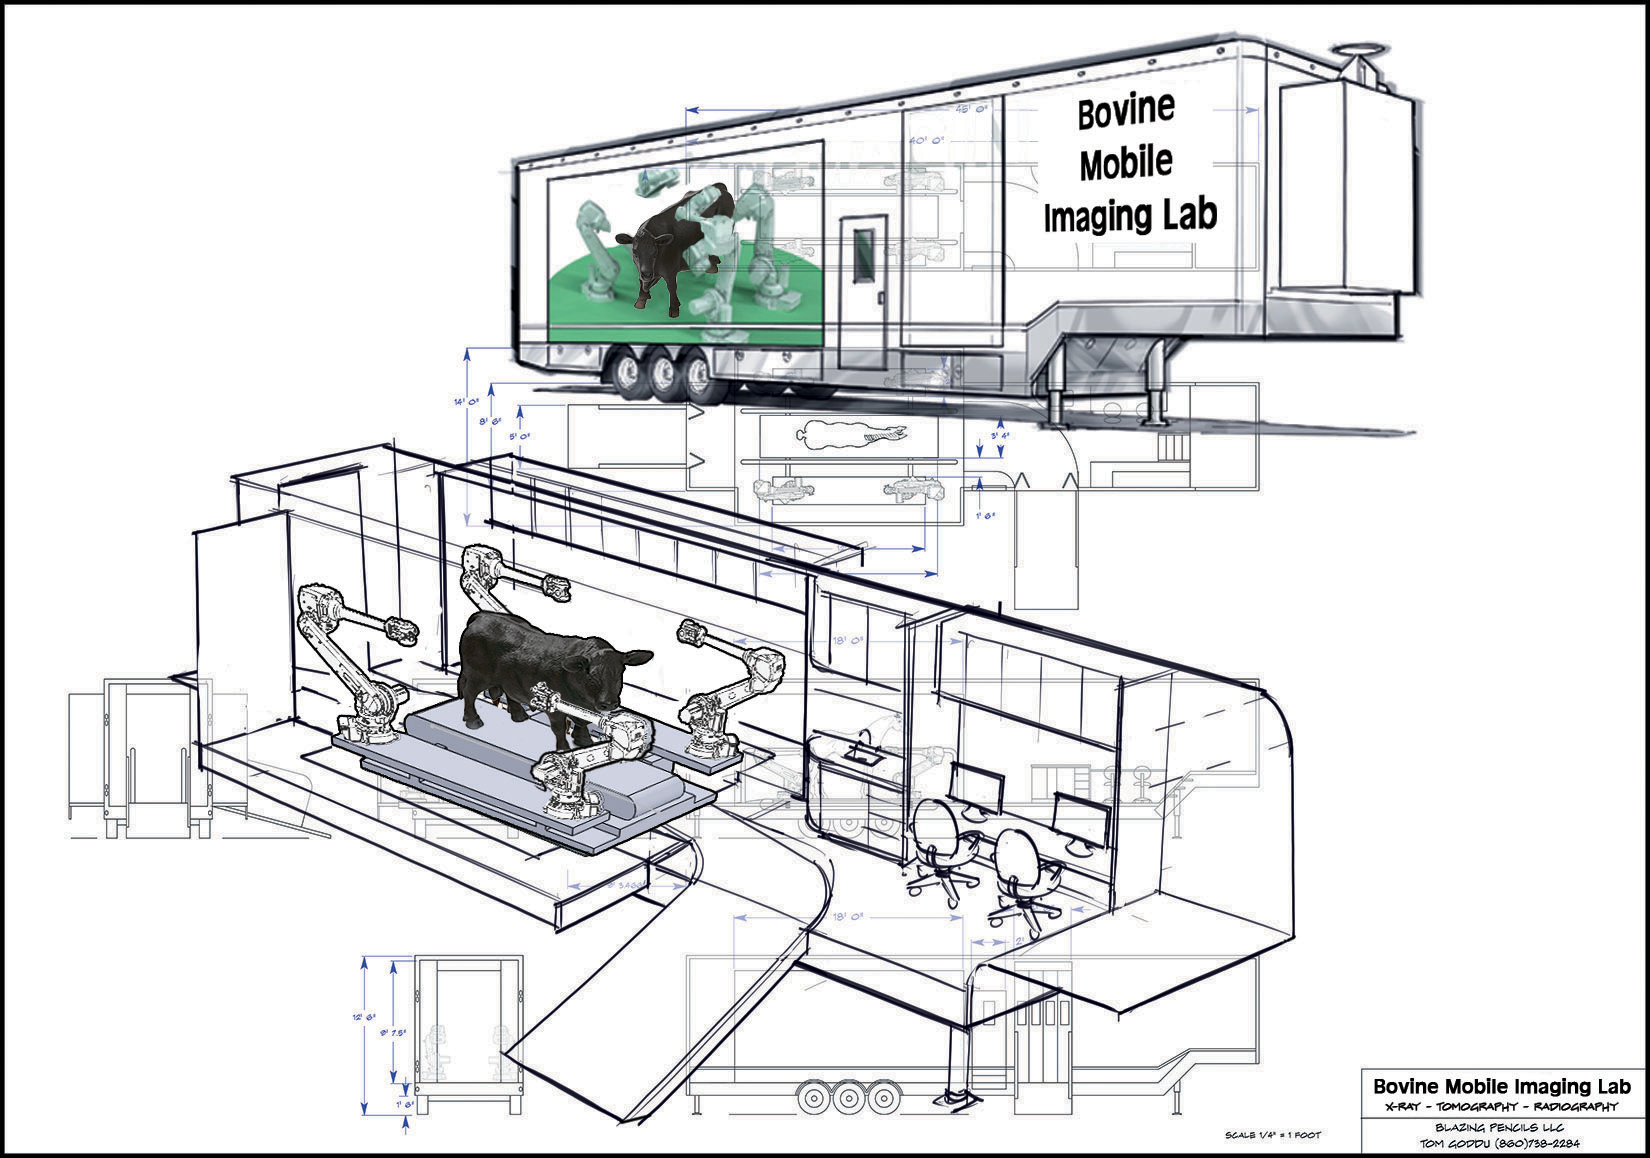 Bovine
Mobile
Imaging Lab
45' 0"
40' 0"
14' 0"
8' 6"
5' 0"
3' 4"
1' 6"
18' 0"
18' 0"
2'
12' 6"
9' 7.5"
1' 6"
SCALE 1/4" = 1 FOOT
Bovine Mobile Imaging Lab
X-RAY - TOMOGRAPHY - RADIOGRAPHY
BLAZING PENCILS LLC
TOM GODDU (860)738-2284